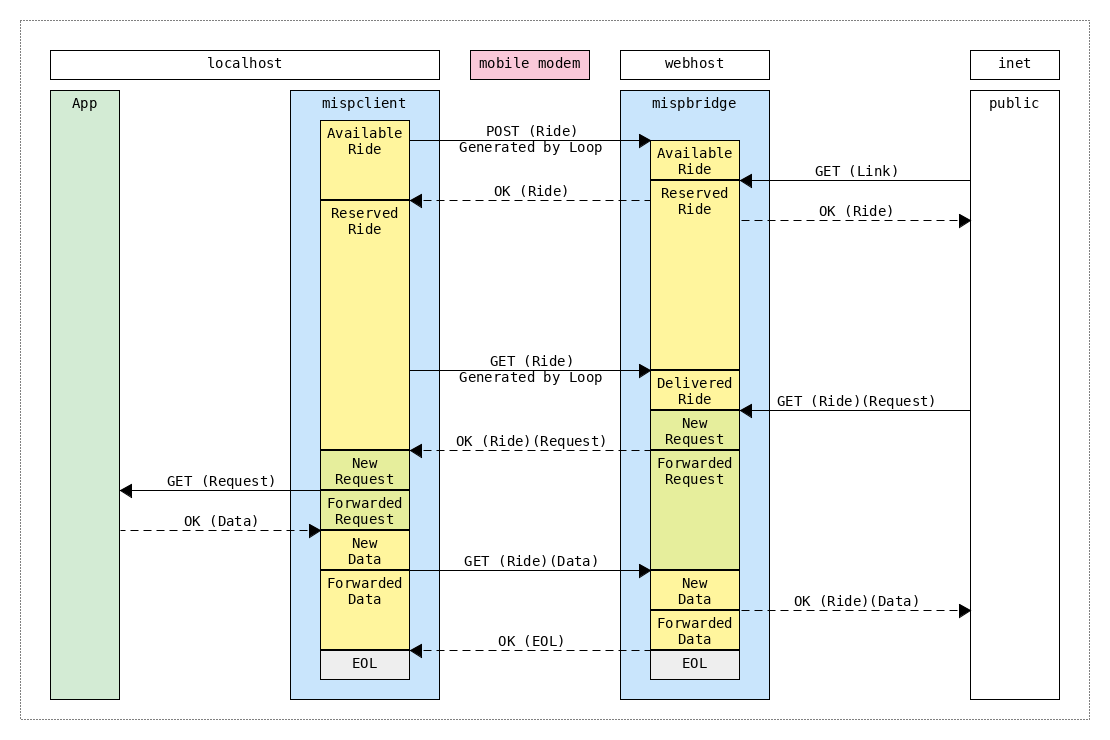 localhost
mobile modem
webhost
inet
App
mispclient
mispbridge
public
Available
Ride
POST (Ride)
Generated by Loop
Available
Ride
GET (Link)
OK (Ride)
Reserved
Ride
Reserved
Ride
OK (Ride)
GET (Ride)
Generated by Loop
Delivered
Ride
GET (Ride)(Request)
New
Request
OK (Ride)(Request)
New
Request
Forwarded
Request
GET (Request)
Forwarded
Request
OK (Data)
New
Data
GET (Ride)(Data)
Forwarded
Data
New
Data
OK (Ride)(Data)
Forwarded
Data
OK (EOL)
EOL
EOL